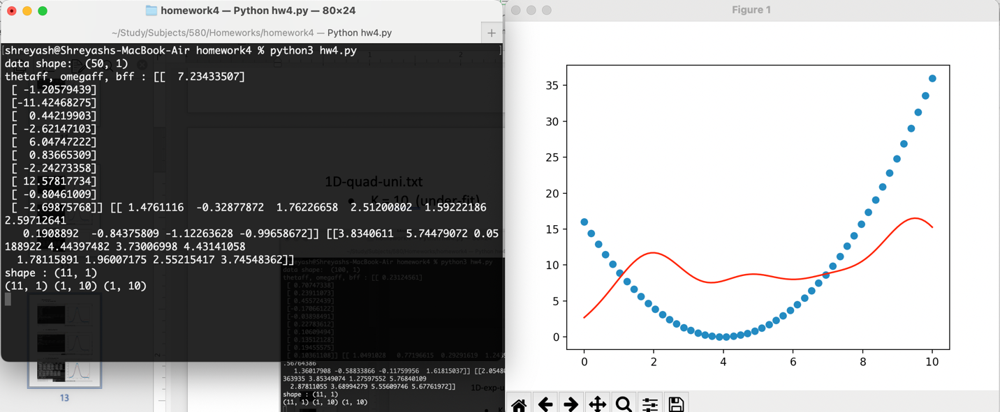 homework4 — Python hw4.py — 80×24
~/Study/Subjects/580/Homeworks/homework4 — Python hw4.py
+
[shreyash@Shreyashs-MacBook-Air homework4 % python3 hw4.py ]
data shape:  (50, 1)
thetaff, omegaff, bff : [[  7.23433507]
 [ -1.20579439]
 [-11.42468275]
 [  0.44219903]
 [ -2.62147103]
 [  6.04747222]
 [  0.83665309]
 [ -2.24273358]
 [ 12.57817734]
 [ -0.80461009]
 [ -2.69875768]] [[ 1.4761116  -0.32877872  1.76226658  2.51200802  1.59222186
2.59712641
   0.1908892  -0.84375809 -1.12263628 -0.99658672]] [[3.8340611  5.74479072 0.05
188922 4.44397482 3.73006998 4.43141058
  1.78115891 1.96007175 2.55215417 3.74548362]]
shape : (11, 1)
(11, 1) (1, 10) (1, 10)
1D-quad-uni.txt
K = 10 (under-fit)
shreyash@Shreyashs-MacBook-Air homework4 % python3 hw4.py
data shape:  (100, 1)
thetaff, omegaff, bff : [[ 0.23124561]
 [ 0.70747338]
 [ 0.23911073]
 [ 0.45572439]
 [-0.17066122]
 [-0.03898491]
 [ 0.22783612]
 [ 0.10609494]
 [ 0.13512128]
 [ 0.19455575]
 [ 0.10361108]] [[ 1.0491028   0.77196615  0.29291619
.56764386
   1.36017908 -0.58833866 -0.11759956  1.61815037]] [[2.0548
363935 3.85349074 1.27597552 5.76840109
  2.87811055 3.68994279 5.55609746 5.67761972]]
shape : (11, 1)
(11, 1) (1, 10) (1, 10)
13
Figure 1
35
30
25
20
15
10
5
0
0 2 4 6 8 10